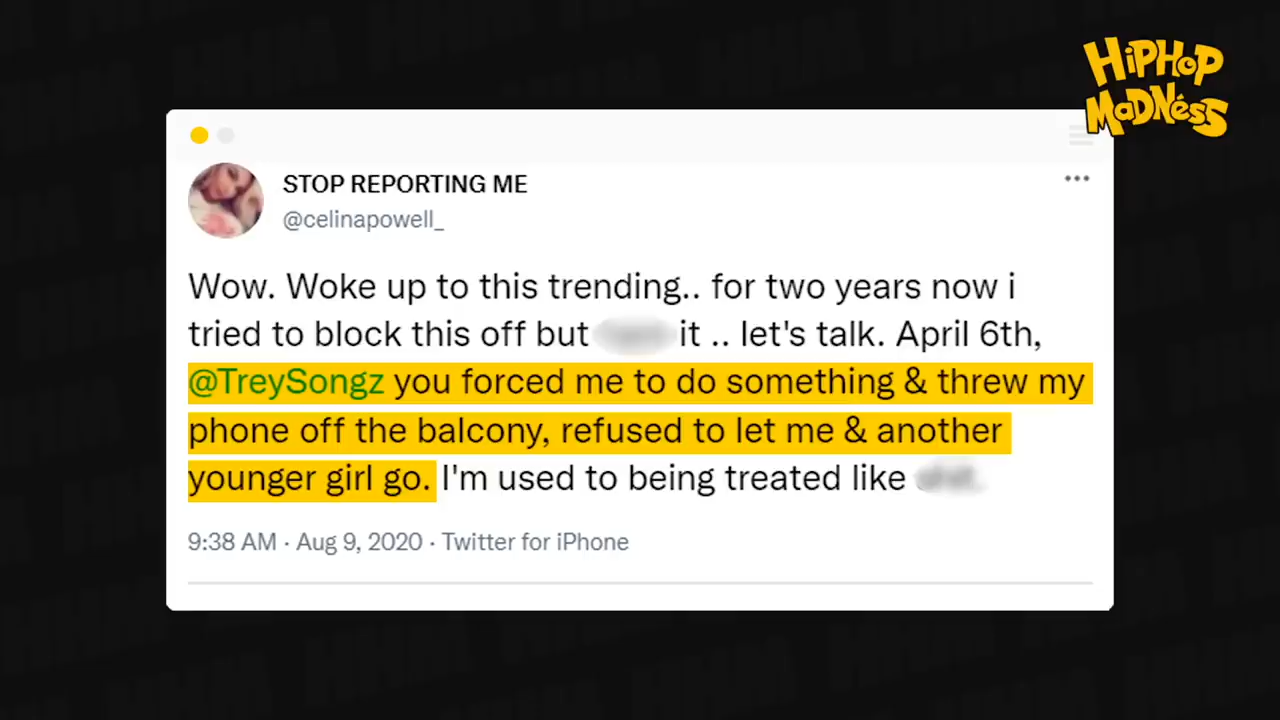 HiPHoP
MaDNéss
STOP REPORTING ME
@celinapowell_
Wow. Woke up to this trending.. for two years now i
tried to block this off but it .. let's talk. April 6th,
@TreySongz you forced me to do something & threw my
phone off the balcony, refused to let me & another
younger girl go. I'm used to being treated like
9:38 AM · Aug 9, 2020 · Twitter for iPhone